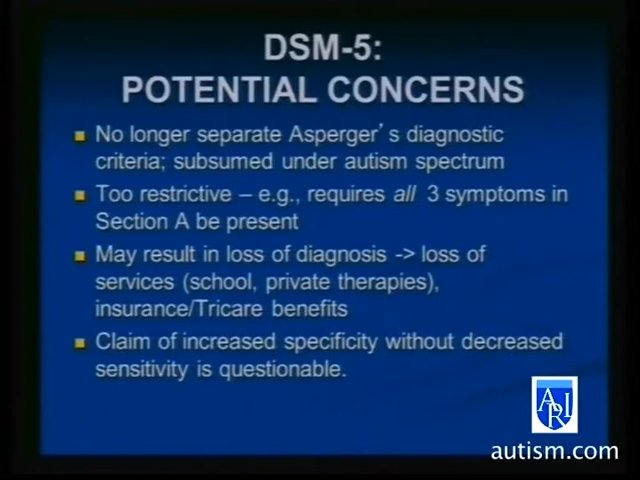 DSM-5:
POTENTIAL CONCERNS
No longer separate Asperger's diagnostic
criteria; subsumed under autism spectrum
Too restrictive – e.g., requires all 3 symptoms in
Section A be present
May result in loss of diagnosis -> loss of
services (school, private therapies),
insurance/Tricare benefits
Claim of increased specificity without decreased
sensitivity is questionable.
ARI
autism.com